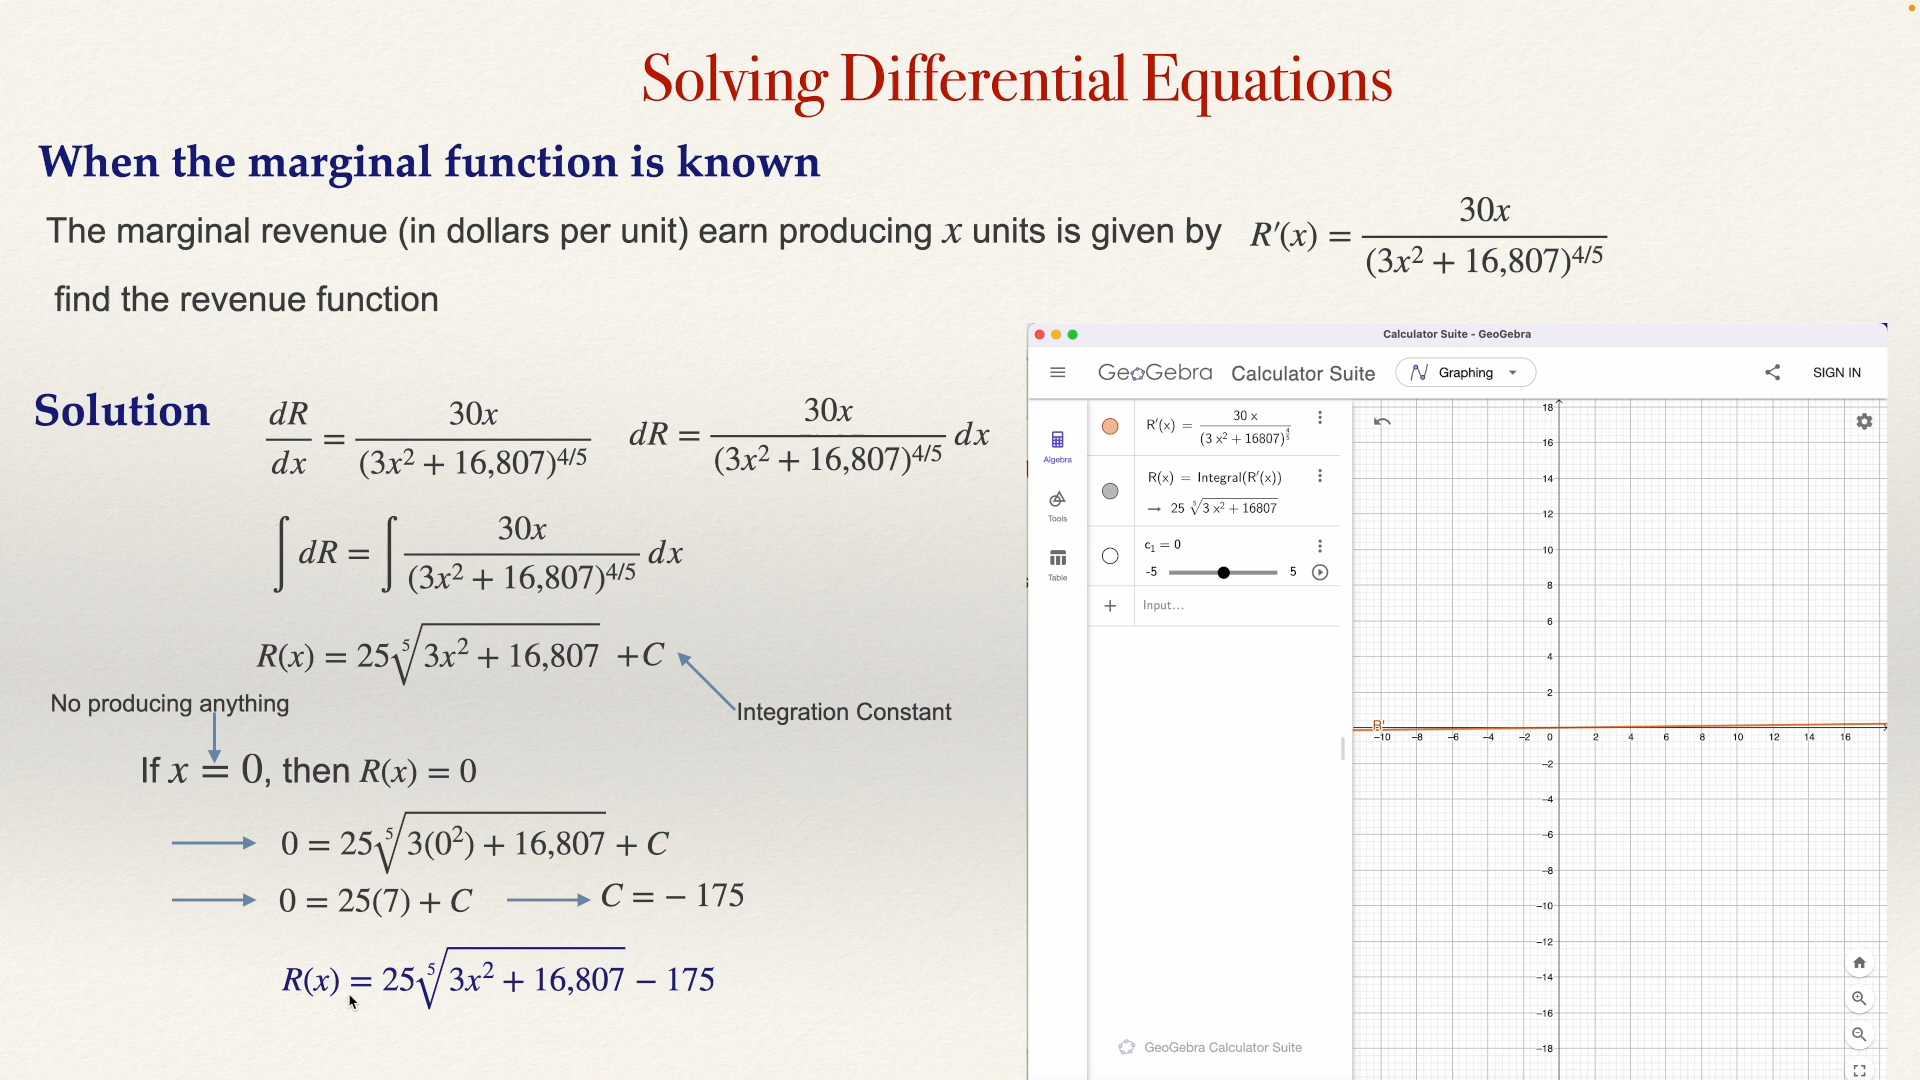 Solving Differential Equations
When the marginal function is known
The marginal revenue (in dollars per unit) earn producing x units is given by R′(x) = 30x / (3x² + 16,807)^4/5
find the revenue function
Solution
dR/dx = 30x / (3x² + 16,807)^4/5
dR = 30x / (3x² + 16,807)^4/5 dx
∫ dR = ∫ 30x / (3x² + 16,807)^4/5 dx
R(x) = 25 ⁵√(3x² + 16,807) + C
Integration Constant
No producing anything
If x = 0, then R(x) = 0
0 = 25 ⁵√(3(0²) + 16,807) + C
0 = 25(7) + C
C = − 175
R(x) = 25 ⁵√(3x² + 16,807) − 175
Calculator Suite - GeoGebra
GeoGebra Calculator Suite
Graphing
SIGN IN
Algebra
Tools
Table
R′(x) = 30 x / (3 x² + 16807)^4/5
R(x) = Integral(R′(x))
→ 25 ⁵√(3 x² + 16807)
c₁ = 0
-5 5
+ Input…
GeoGebra Calculator Suite
18
16
14
12
10
8
6
4
2
R'
−10 −8 −6 −4 −2 0 2 4 6 8 10 12 14 16
−2
−4
−6
−8
−10
−12
−14
−16
−18